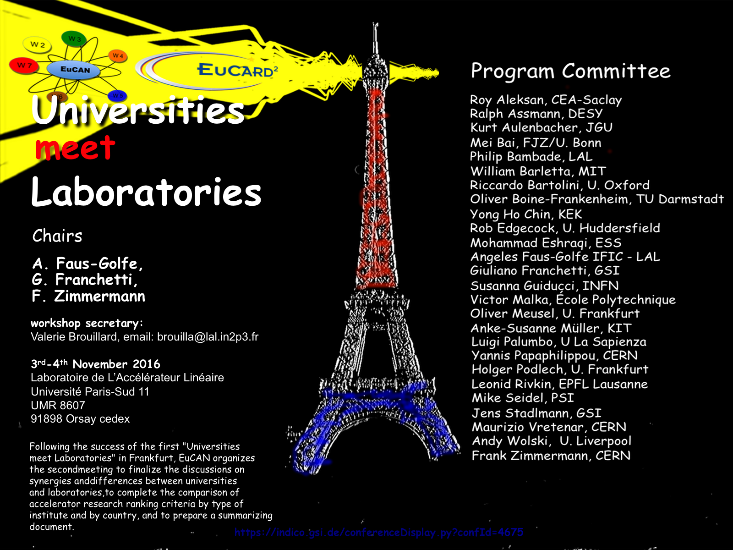 W 2
W 3
W 4
W 7
EuCAN
EuCARD²
Universities
meet
Laboratories
Chairs
A. Faus-Golfe,
G. Franchetti,
F. Zimmermann
workshop secretary:
Valerie Brouillard, email: brouilla@lal.in2p3.fr
3rd-4th November 2016
Laboratoire de L'Accélérateur Linéaire
Université Paris-Sud 11
UMR 8607
91898 Orsay cedex
Following the success of the first "Universities
meet Laboratories" in Frankfurt, EuCAN organizes
the secondmeeting to finalize the discussions on
synergies anddifferences between universities
and laboratories,to complete the comparison of
accelerator research ranking criteria by type of
institute and by country, and to prepare a summarizing
document.
Program Committee
Roy Aleksan, CEA-Saclay
Ralph Assmann, DESY
Kurt Aulenbacher, JGU
Mei Bai, FJZ/U. Bonn
Philip Bambade, LAL
William Barletta, MIT
Riccardo Bartolini, U. Oxford
Oliver Boine-Frankenheim, TU Darmstadt
Yong Ho Chin, KEK
Rob Edgecock, U. Huddersfield
Mohammad Eshraqi, ESS
Angeles Faus-Golfe IFIC - LAL
Giuliano Franchetti, GSI
Susanna Guiducci, INFN
Victor Malka, École Polytechnique
Oliver Meusel, U. Frankfurt
Anke-Susanne Müller, KIT
Luigi Palumbo, U La Sapienza
Yannis Papaphilippou, CERN
Holger Podlech, U. Frankfurt
Leonid Rivkin, EPFL Lausanne
Mike Seidel, PSI
Jens Stadlmann, GSI
Maurizio Vretenar, CERN
Andy Wolski, U. Liverpool
Frank Zimmermann, CERN
https://indico.gsi.de/conferenceDisplay.py?confId=4675